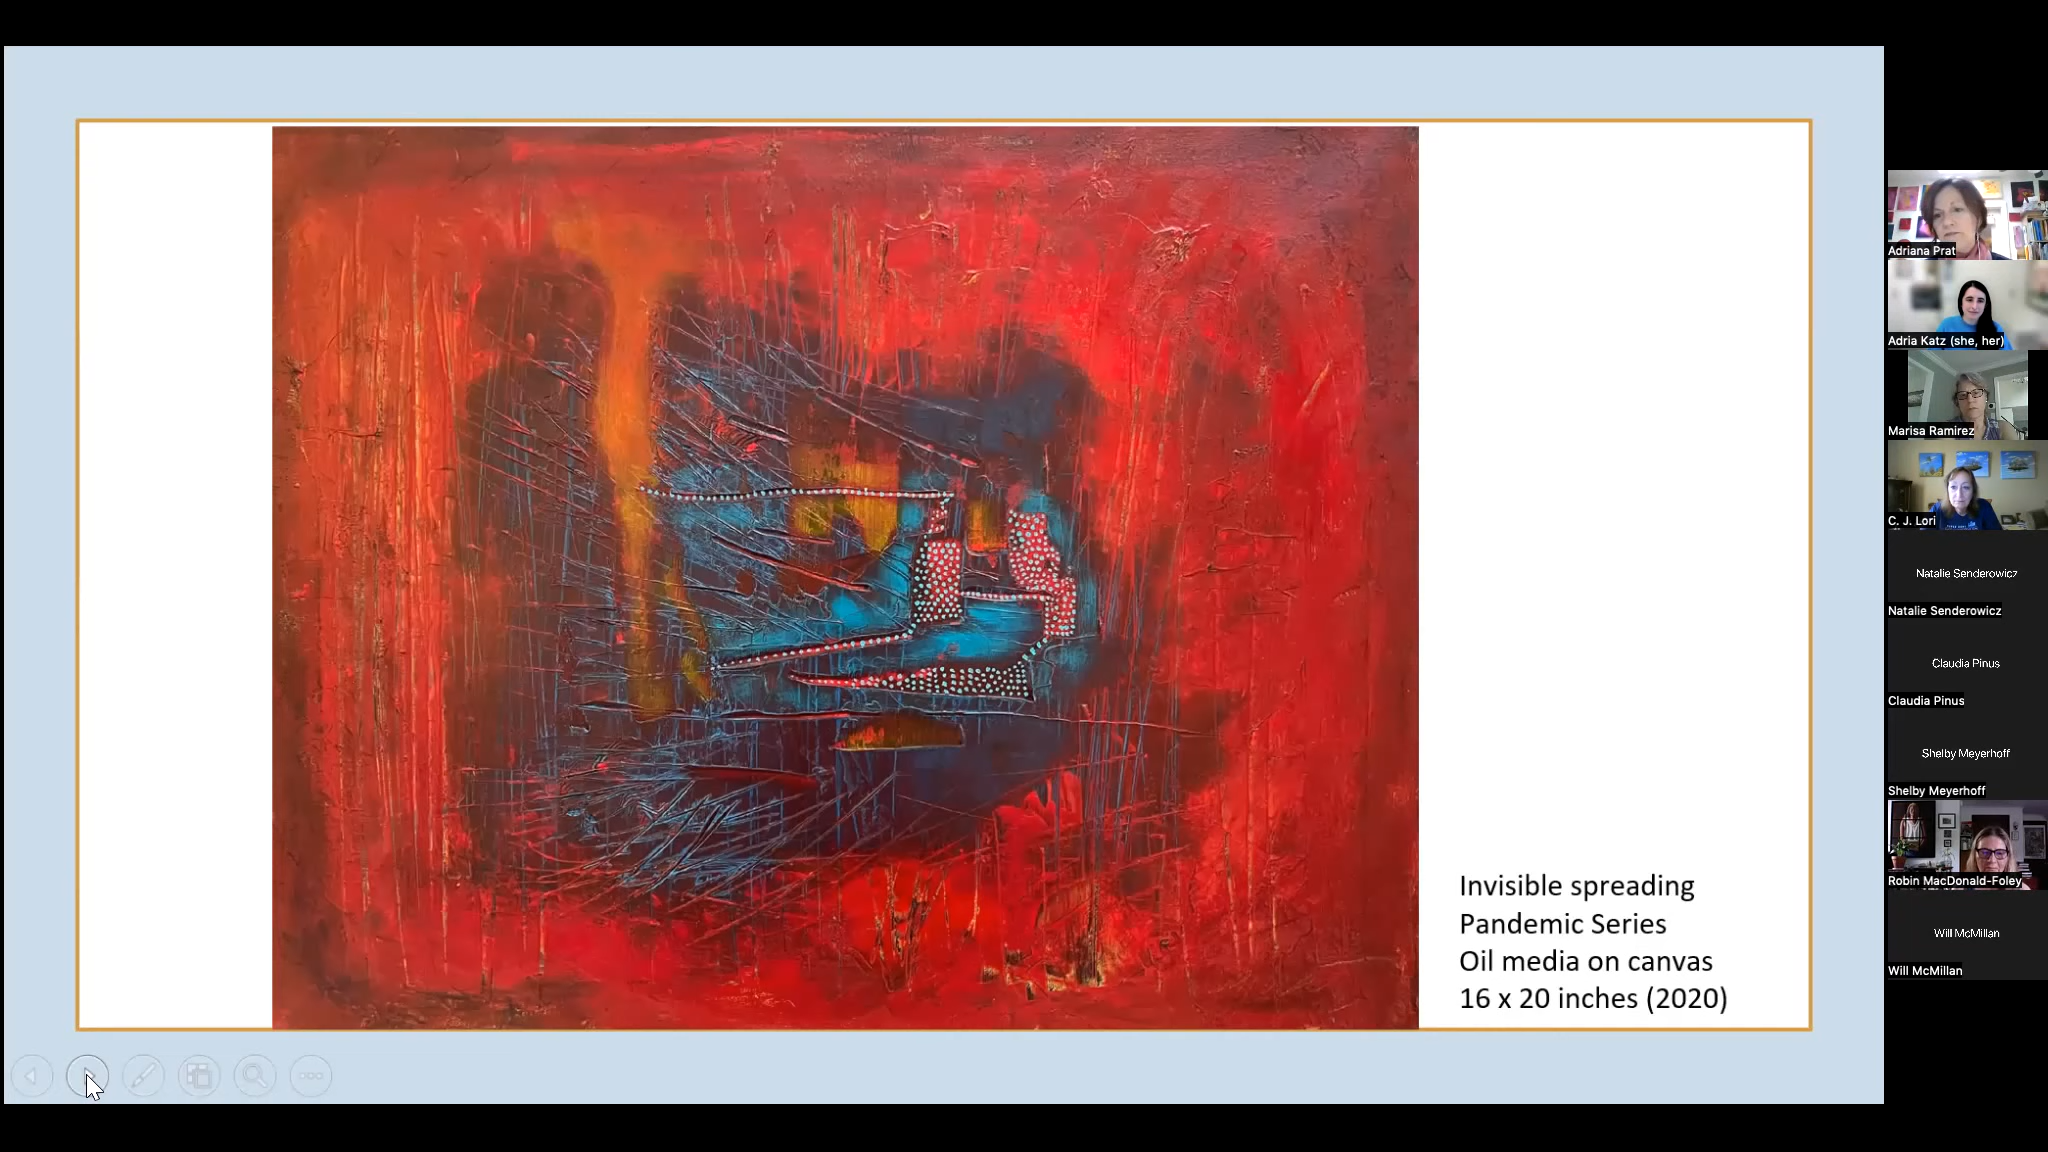 Invisible spreading
Pandemic Series
Oil media on canvas
16 x 20 inches (2020)
Adriana Prat
Adria Katz (she, her)
Marisa Ramirez
C. J. Lori
Natalie Senderowicz
Natalie Senderowicz
Claudia Pinus
Claudia Pinus
Shelby Meyerhoff
Shelby Meyerhoff
Robin MacDonald-Foley
Will McMillan
Will McMillan